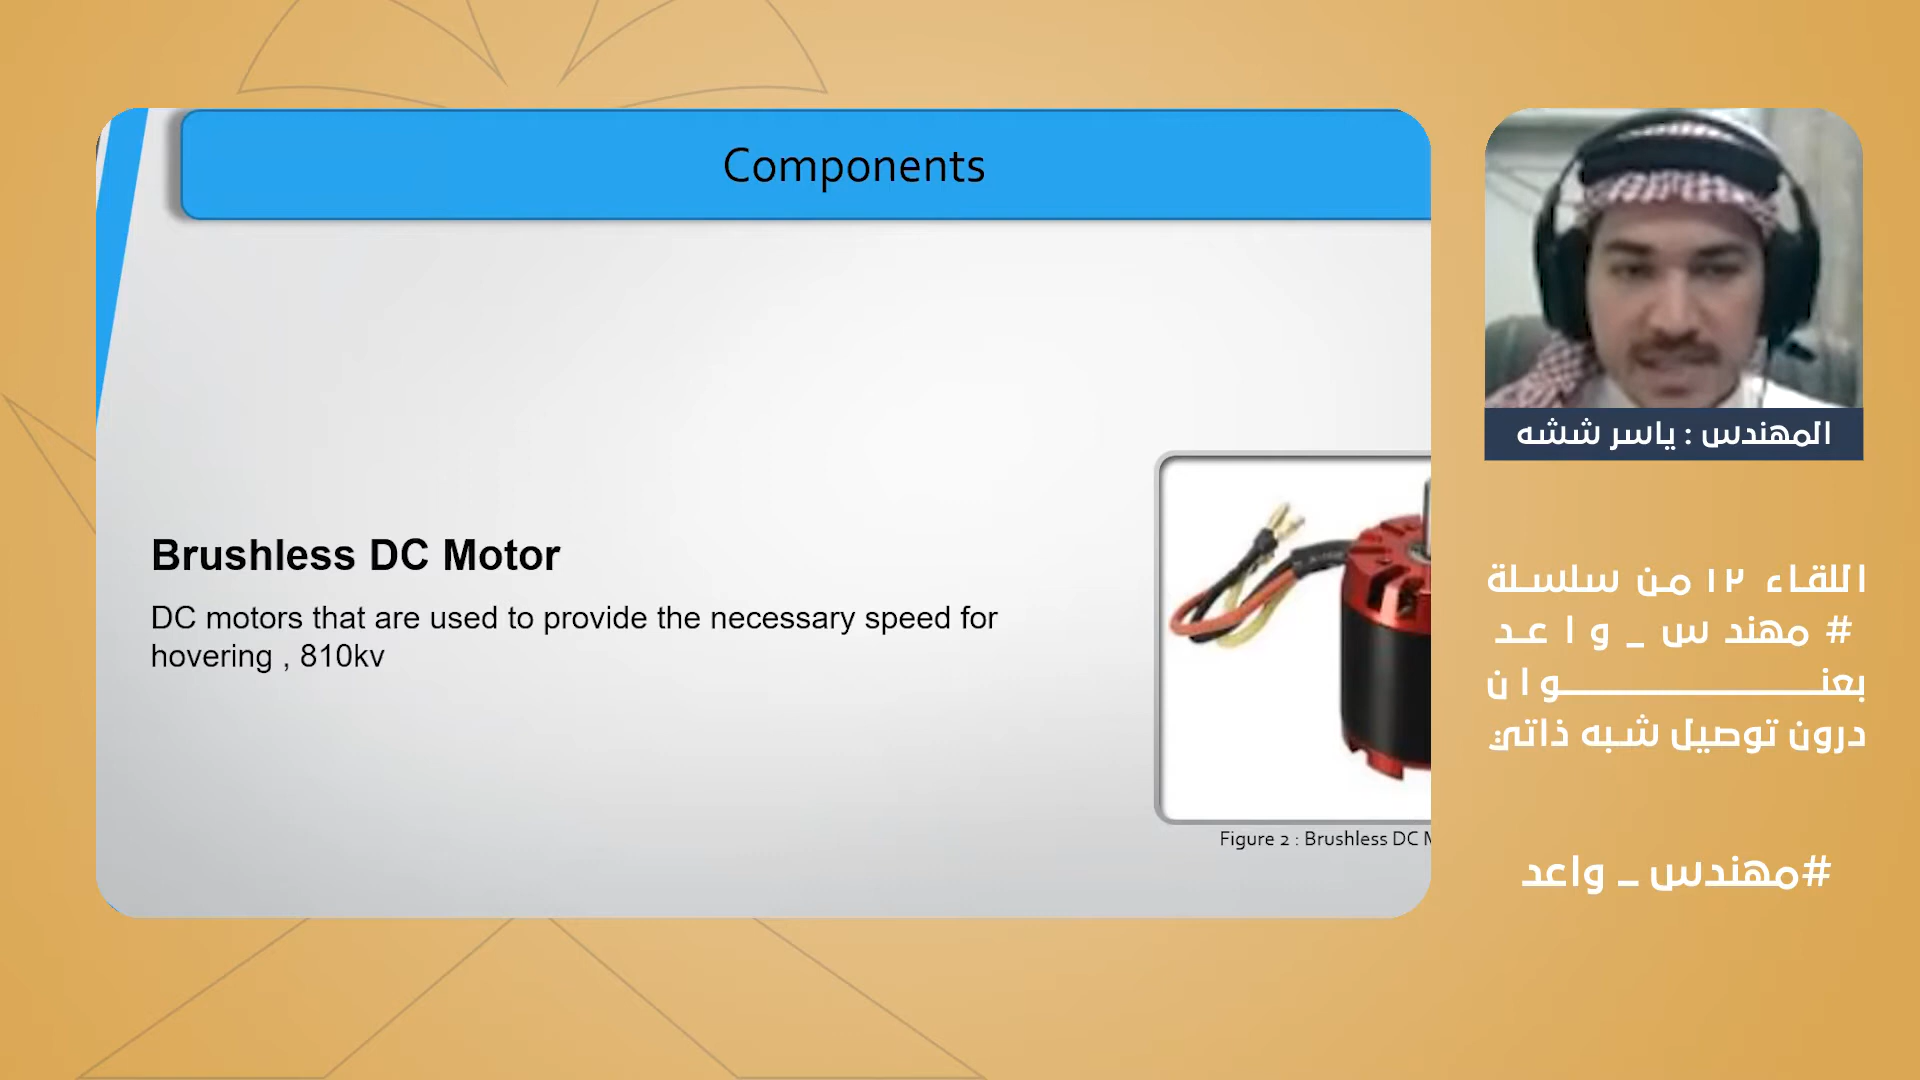 Components
Brushless DC Motor
DC motors that are used to provide the necessary speed for
hovering , 810kv
Figure 2 : Brushless DC
المهندس : ياسر ششه
اللقاء ١٢ من سلسلة
# مهندس _ واعد
بعنوان
درون توصيل شبه ذاتي
#مهندس _ واعد